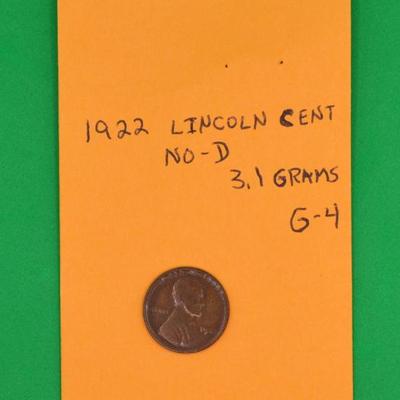 1922 LINCOLN CENT
NO-D
3.1 GRAMS
G-4